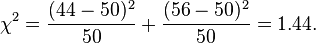 χ² = (44 − 50)²/50 + (56 − 50)²/50 = 1.44.